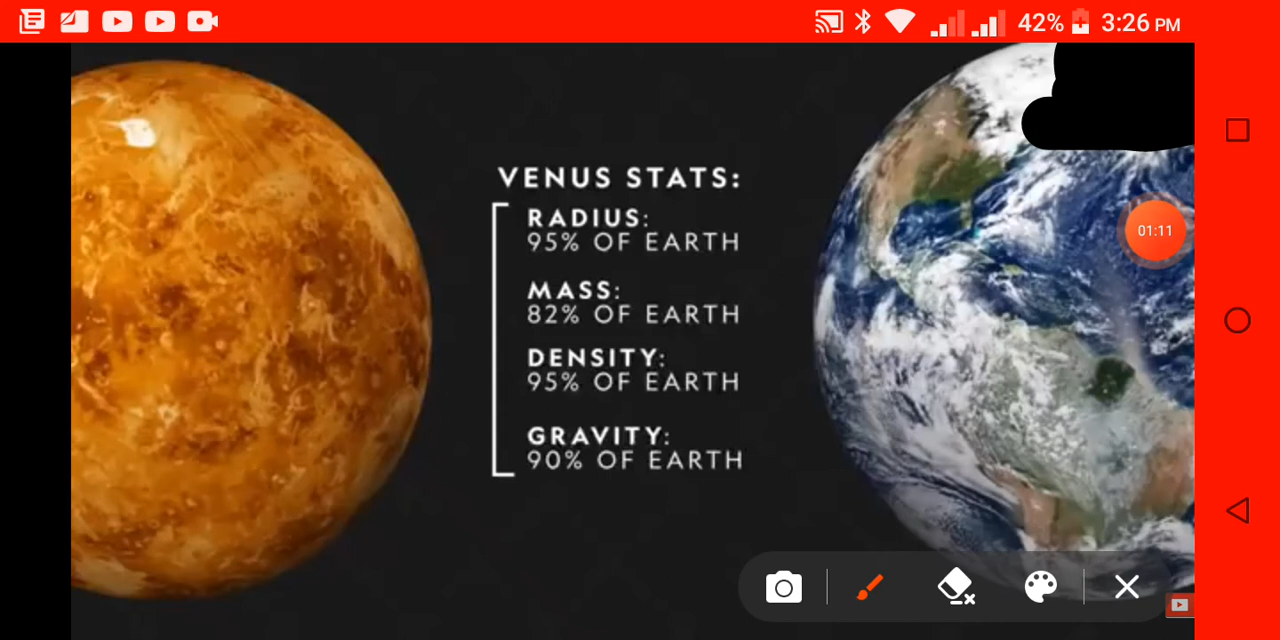 42% 3:26 PM
VENUS STATS:
RADIUS:
95% OF EARTH
01:11
MASS:
82% OF EARTH
DENSITY:
95% OF EARTH
GRAVITY:
90% OF EARTH